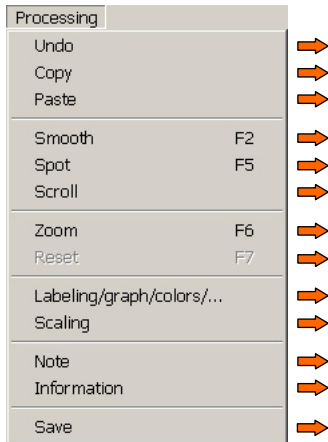 Processing
Undo
Copy
Paste
Smooth F2
Spot F5
Scroll
Zoom F6
Reset F7
Labeling/graph/colors/...
Scaling
Note
Information
Save